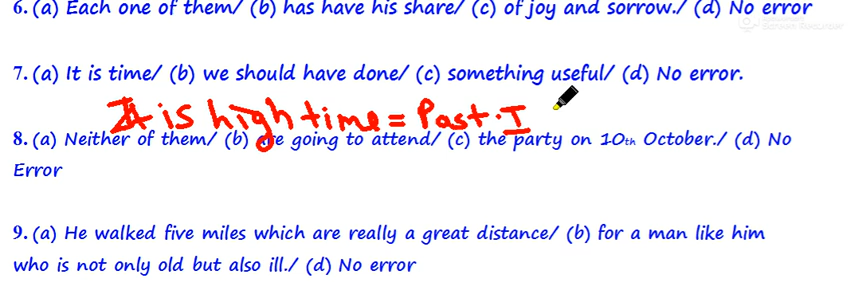 6. (a) Each one of them/ (b) has have his share/ (c) of joy and sorrow./ (d) No error
7. (a) It is time/ (b) we should have done/ (c) something useful/ (d) No error.
It is high time = Past. I
8. (a) Neither of them/ (b) are going to attend/ (c) the party on 10th October./ (d) No
Error
9. (a) He walked five miles which are really a great distance/ (b) for a man like him
who is not only old but also ill./ (d) No error